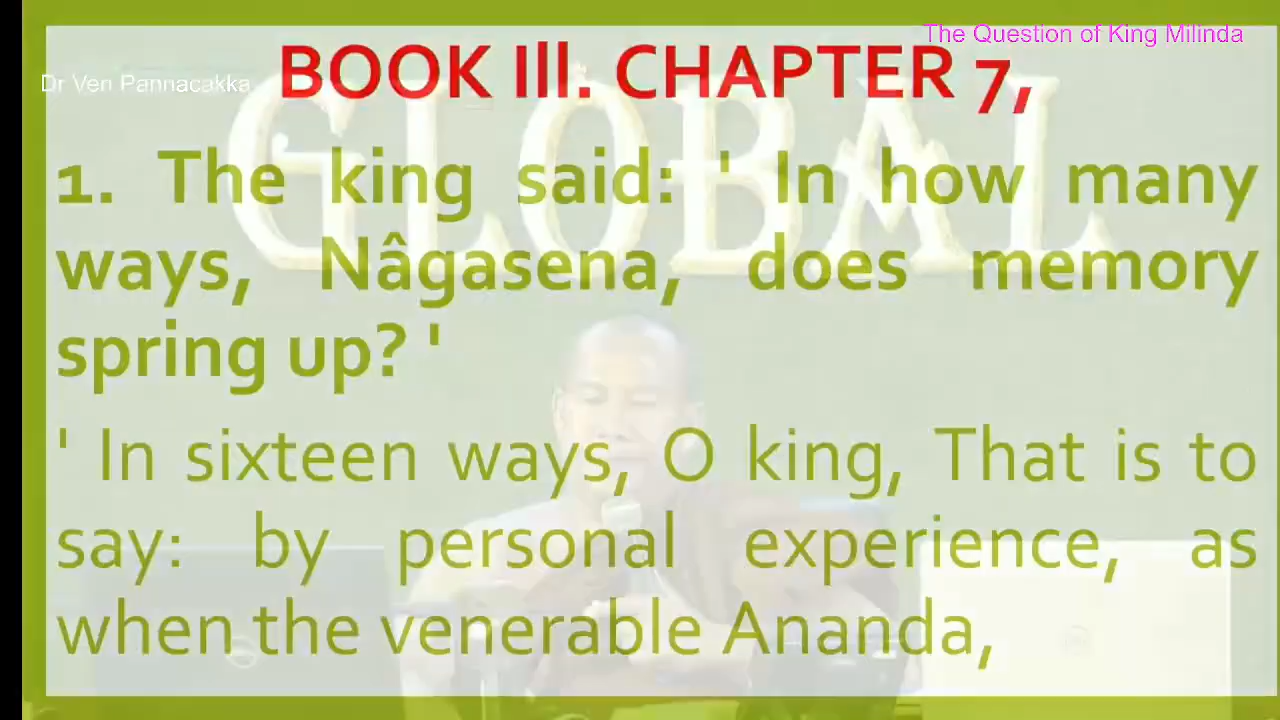 The Question of King Milinda
BOOK Ill. CHAPTER 7,
Dr Ven Pannacakka
GLOBAL
1. The king said: ' In how many
ways, Nâgasena, does memory
spring up? '
' In sixteen ways, O king, That is to
say: by personal experience, as
when the venerable Ananda,